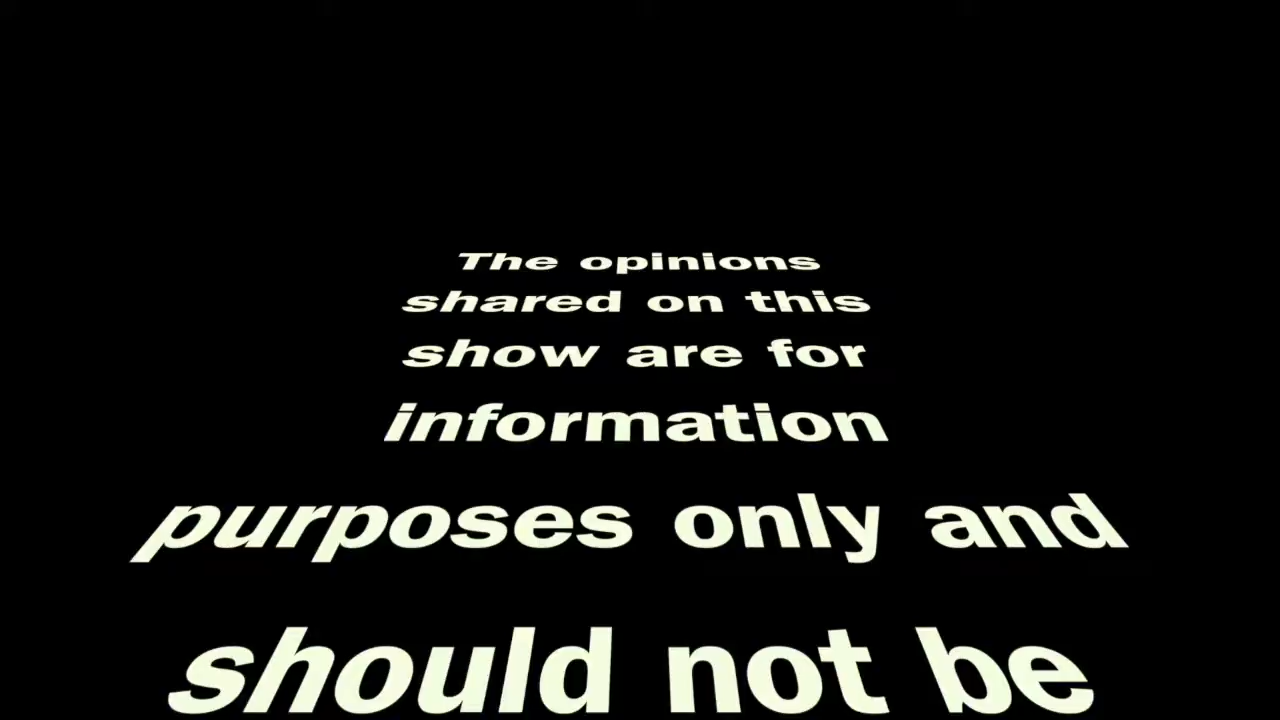 The opinions
shared on this
show are for
information
purposes only and
should not be